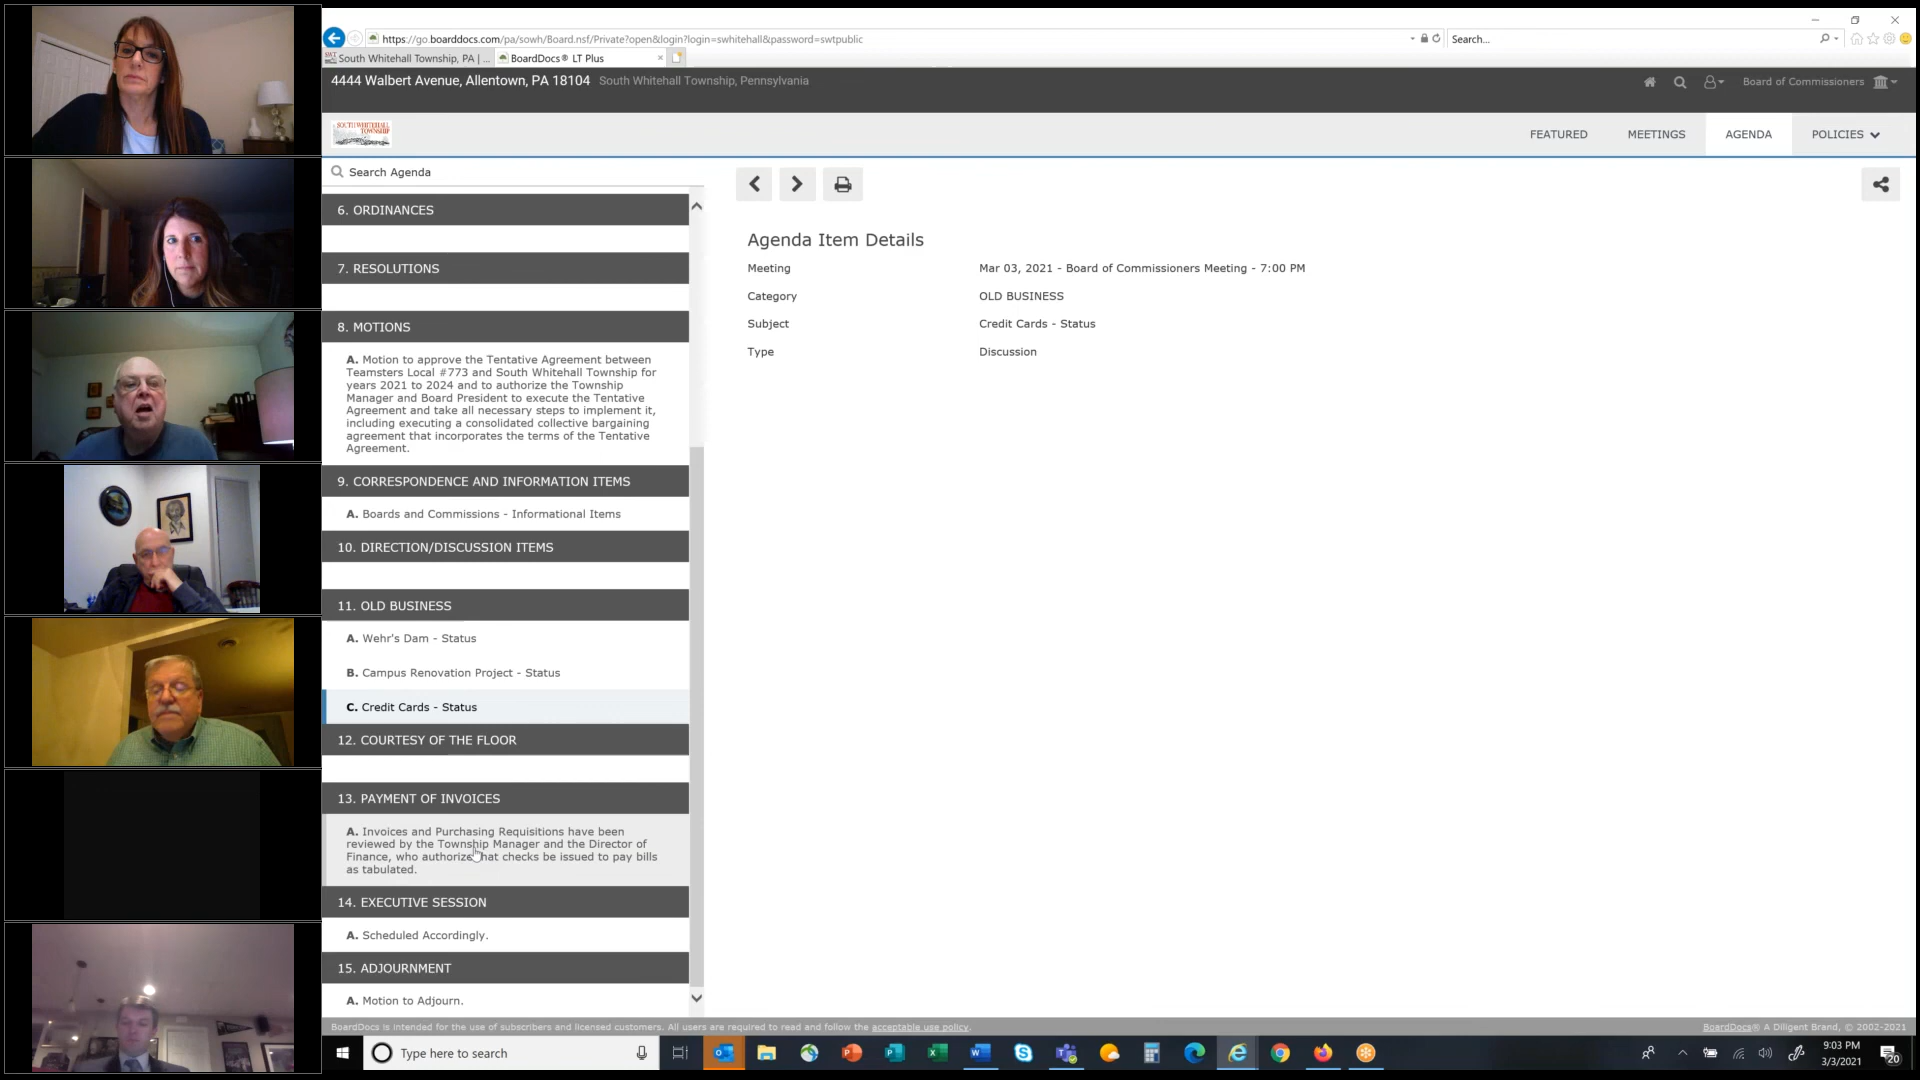 https://go.boarddocs.com/pa/sowh/Board.nsf/Private?open&login?login=swhitehall&password=swtpublic
Search...
South Whitehall Township, PA | ...
BoardDocs® LT Plus
4444 Walbert Avenue, Allentown, PA 18104
South Whitehall Township, Pennsylvania
Board of Commissioners
SOUTH WHITEHALL
TOWNSHIP
FEATURED
MEETINGS
AGENDA
POLICIES
Search Agenda
6. ORDINANCES
7. RESOLUTIONS
8. MOTIONS
A. Motion to approve the Tentative Agreement between
Teamsters Local #773 and South Whitehall Township for
years 2021 to 2024 and to authorize the Township
Manager and Board President to execute the Tentative
Agreement and take all necessary steps to implement it,
including executing a consolidated collective bargaining
agreement that incorporates the terms of the Tentative
Agreement.
9. CORRESPONDENCE AND INFORMATION ITEMS
A. Boards and Commissions - Informational Items
10. DIRECTION/DISCUSSION ITEMS
11. OLD BUSINESS
A. Wehr's Dam - Status
B. Campus Renovation Project - Status
C. Credit Cards - Status
12. COURTESY OF THE FLOOR
13. PAYMENT OF INVOICES
A. Invoices and Purchasing Requisitions have been
reviewed by the Township Manager and the Director of
Finance, who authorize that checks be issued to pay bills
as tabulated.
14. EXECUTIVE SESSION
A. Scheduled Accordingly.
15. ADJOURNMENT
A. Motion to Adjourn.
Agenda Item Details
Meeting
Mar 03, 2021 - Board of Commissioners Meeting - 7:00 PM
Category
OLD BUSINESS
Subject
Credit Cards - Status
Type
Discussion
BoardDocs is intended for the use of subscribers and licensed customers. All users are required to read and follow the acceptable use policy.
BoardDocs® A Diligent Brand, © 2002-2021
Type here to search
9:03 PM
3/3/2021
20